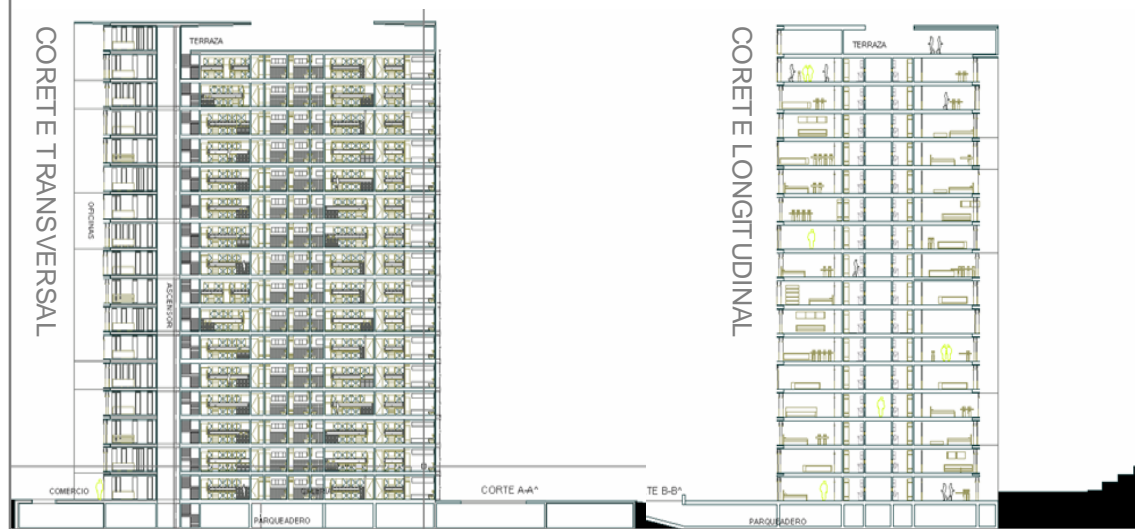 CORETE TRANSVERSAL
TERRAZA
OFICINAS
ASCENSOR
COMERCIO
PARQUEADERO
CORTE A-A^
CORETE LONGITUDINAL
TERRAZA
TE B-B^
PARQUEADERO